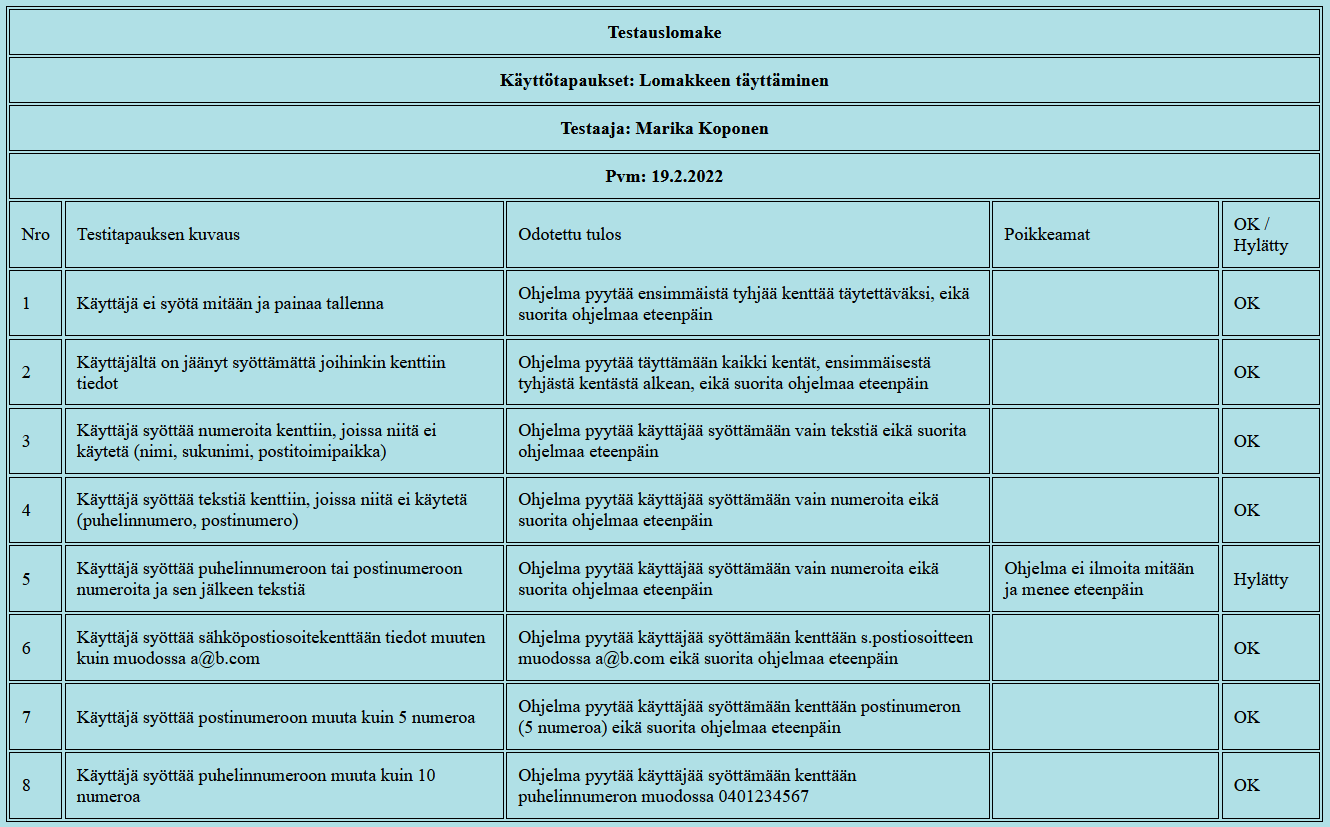 Testauslomake
Käyttötapaukset: Lomakkeen täyttäminen
Testaaja: Marika Koponen
Pvm: 19.2.2022
Nro
Testitapauksen kuvaus
Odotettu tulos
Poikkeamat
OK /
Hylätty
1
Käyttäjä ei syötä mitään ja painaa tallenna
Ohjelma pyytää ensimmäistä tyhjää kenttää täytettäväksi, eikä
suorita ohjelmaa eteenpäin
OK
2
Käyttäjältä on jäänyt syöttämättä joihinkin kenttiin
tiedot
Ohjelma pyytää täyttämään kaikki kentät, ensimmäisestä
tyhjästä kentästä alkean, eikä suorita ohjelmaa eteenpäin
OK
3
Käyttäjä syöttää numeroita kenttiin, joissa niitä ei
käytetä (nimi, sukunimi, postitoimipaikka)
Ohjelma pyytää käyttäjää syöttämään vain tekstiä eikä suorita
ohjelmaa eteenpäin
OK
4
Käyttäjä syöttää tekstiä kenttiin, joissa niitä ei käytetä
(puhelinnumero, postinumero)
Ohjelma pyytää käyttäjää syöttämään vain numeroita eikä
suorita ohjelmaa eteenpäin
OK
5
Käyttäjä syöttää puhelinnumeroon tai postinumeroon
numeroita ja sen jälkeen tekstiä
Ohjelma pyytää käyttäjää syöttämään vain numeroita eikä
suorita ohjelmaa eteenpäin
Ohjelma ei ilmoita mitään
ja menee eteenpäin
Hylätty
6
Käyttäjä syöttää sähköpostiosoitekenttään tiedot muuten
kuin muodossa a@b.com
Ohjelma pyytää käyttäjää syöttämään kenttään s.postiosoitteen
muodossa a@b.com eikä suorita ohjelmaa eteenpäin
OK
7
Käyttäjä syöttää postinumeroon muuta kuin 5 numeroa
Ohjelma pyytää käyttäjää syöttämään kenttään postinumeron
(5 numeroa) eikä suorita ohjelmaa eteenpäin
OK
8
Käyttäjä syöttää puhelinnumeroon muuta kuin 10
numeroa
Ohjelma pyytää käyttäjää syöttämään kenttään
puhelinnumeron muodossa 0401234567
OK